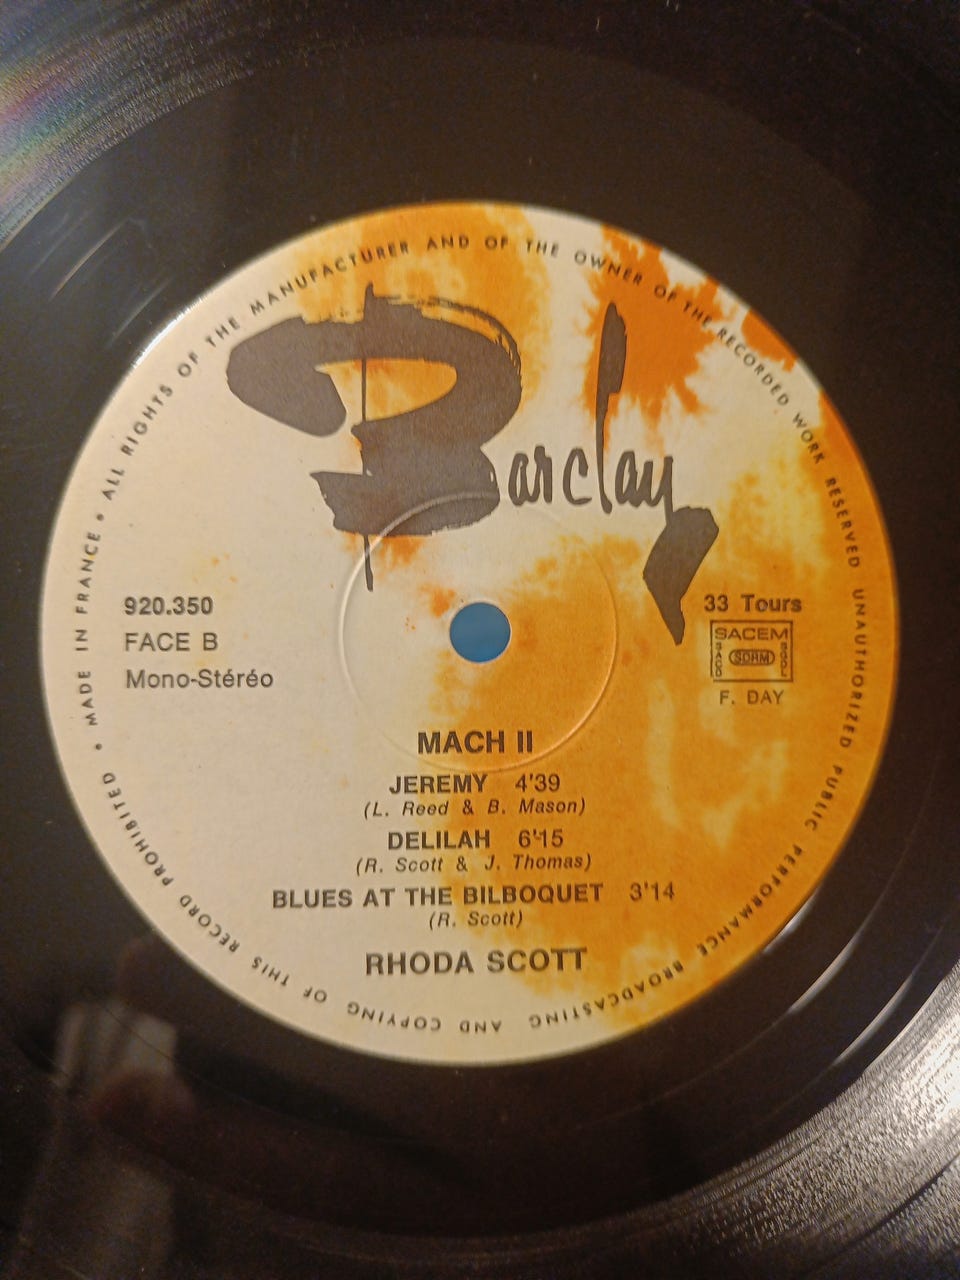 MADE IN FRANCE • ALL RIGHTS OF THE MANUFACTURER AND OF THE OWNER OF THE RECORDED WORK RESERVED UNAUTHORIZED PUBLIC PERFORMANCE BROADCASTING AND COPYING OF THIS RECORD PROHIBITED •
Barclay
920.350
FACE B
Mono-Stéréo
33 Tours
SACEM
SACD SDRM SGDL
F. DAY
MACH II
JEREMY 4'39
(L. Reed & B. Mason)
DELILAH 6'15
(R. Scott & J. Thomas)
BLUES AT THE BILBOQUET 3'14
(R. Scott)
RHODA SCOTT